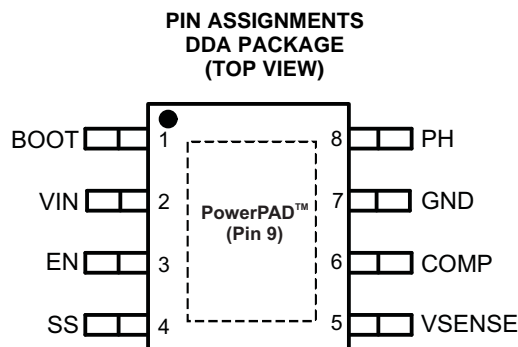 PIN ASSIGNMENTS
DDA PACKAGE
(TOP VIEW)
BOOT 1 8 PH
VIN 2 7 GND
PowerPAD™
(Pin 9)
EN 3 6 COMP
SS 4 5 VSENSE